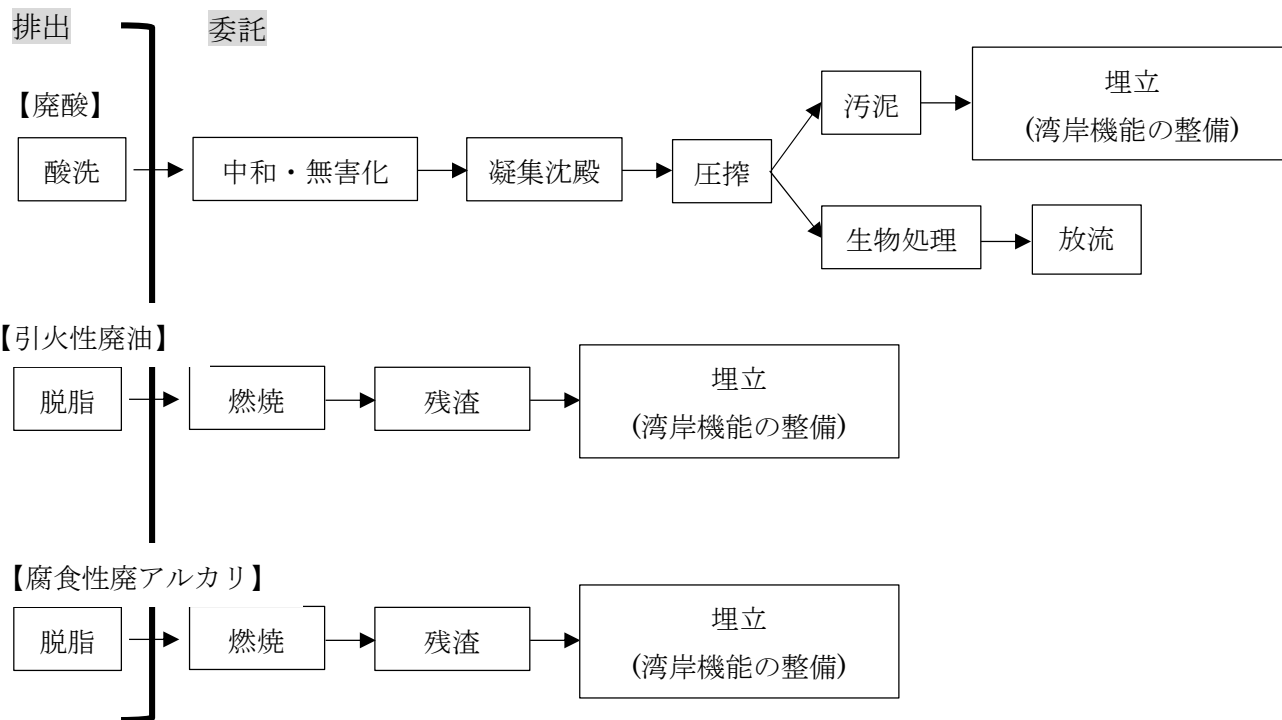 排出 委託
【廃酸】
酸洗 中和・無害化 凝集沈殿 圧搾 汚泥 埋立
(湾岸機能の整備)
生物処理 放流
【引火性廃油】
脱脂 燃焼 残渣 埋立
(湾岸機能の整備)
【腐食性廃アルカリ】
脱脂 燃焼 残渣 埋立
(湾岸機能の整備)